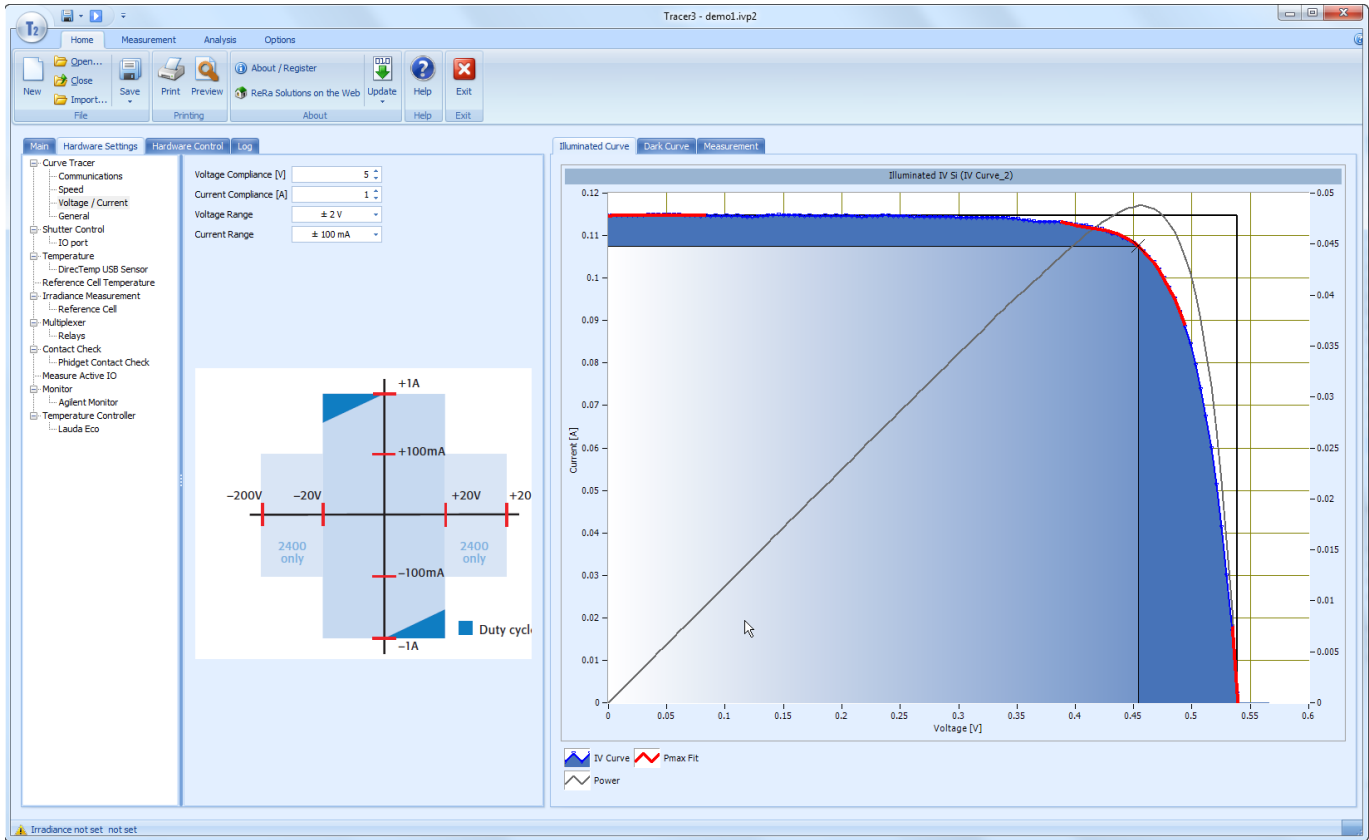 Tracer3 - demo1.ivp2
T2
Home Measurement Analysis Options
New Open... Close Import... Save Print Preview About / Register ReRa Solutions on the Web Update Help Exit
File Printing About Help Exit
Main Hardware Settings Hardware Control Log
Curve Tracer
Communications
Speed
Voltage / Current
General
Shutter Control
IO port
Temperature
DirecTemp USB Sensor
Reference Cell Temperature
Irradiance Measurement
Reference Cell
Multiplexer
Relays
Contact Check
Phidget Contact Check
Measure Active IO
Monitor
Agilent Monitor
Temperature Controller
Lauda Eco
Voltage Compliance [V] 5
Current Compliance [A] 1
Voltage Range ± 2 V
Current Range ± 100 mA
+1A
+100mA
-200V -20V +20V +20
2400 only 2400 only
-100mA
Duty cycl
-1A
Illuminated Curve Dark Curve Measurement
Illuminated IV Si (IV Curve_2)
Current [A]
0.12
0.11
0.1
0.09
0.08
0.07
0.06
0.05
0.04
0.03
0.02
0.01
0
0.05
0.045
0.04
0.035
0.03
0.025
0.02
0.015
0.01
0.005
0
0 0.05 0.1 0.15 0.2 0.25 0.3 0.35 0.4 0.45 0.5 0.55 0.6
Voltage [V]
IV Curve Pmax Fit
Power
Irradiance not set not set